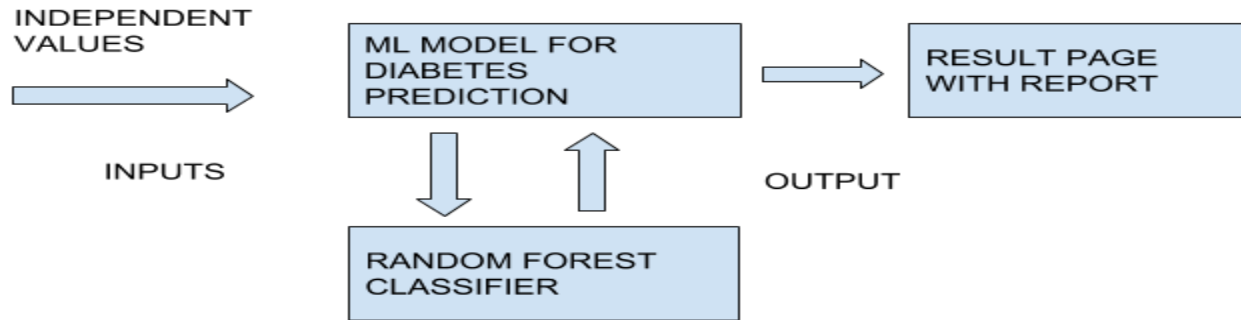 INDEPENDENT
VALUES
INPUTS
ML MODEL FOR
DIABETES
PREDICTION
RANDOM FOREST
CLASSIFIER
OUTPUT
RESULT PAGE
WITH REPORT